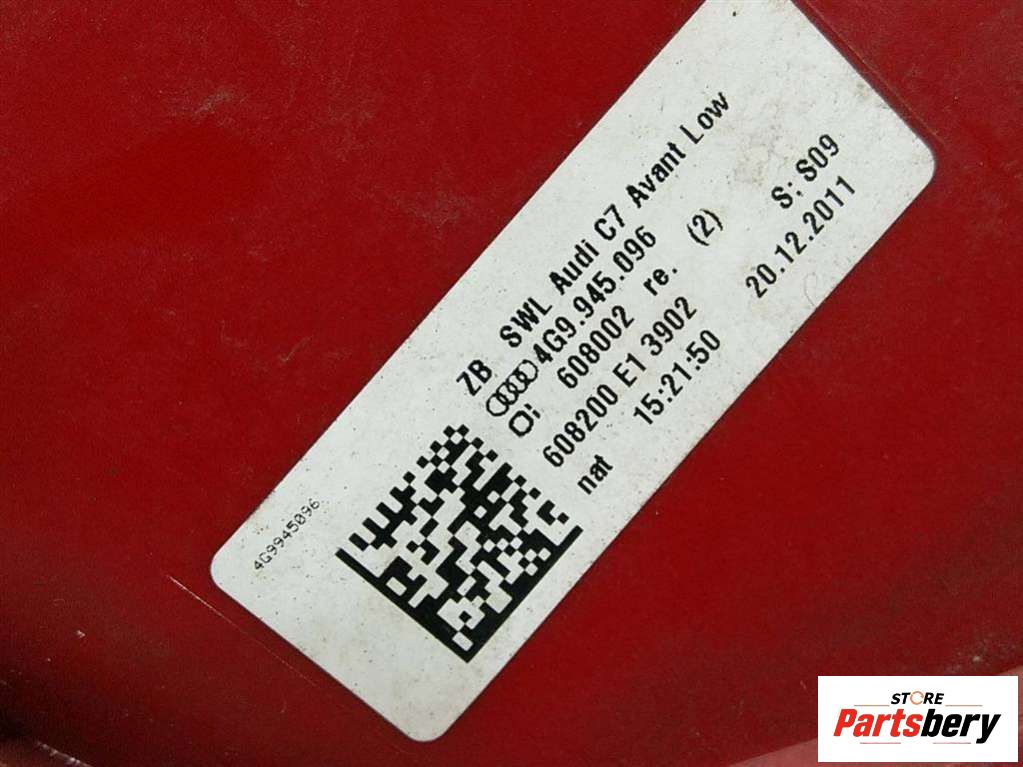 ZB SWL Audi C7 Avant Low
4G9.945.096
O: 608002 re. (2)
608200 E1 3902 S: S09
nat 15:21:50 20.12.2011
4G9945096
STORE
Partsbery